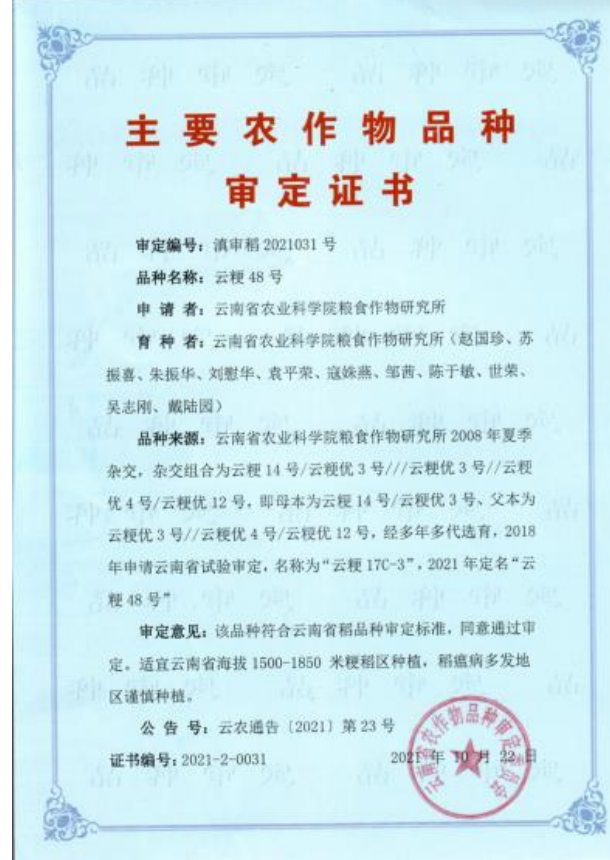 主要农作物品种
审定证书
审定编号：滇审稻 2021031 号
品种名称：云粳 48 号
申 请 者：云南省农业科学院粮食作物研究所
育 种 者：云南省农业科学院粮食作物研究所（赵国珍、苏
振喜、朱振华、刘慰华、袁平荣、寇姝燕、邹茜、陈于敏、世荣、
吴志刚、戴陆园）
品种来源：云南省农业科学院粮食作物研究所 2008 年夏季
杂交，杂交组合为云粳 14 号/云粳优 3 号///云粳优 3 号//云粳
优 4 号/云粳优 12 号，即母本为云粳 14 号/云粳优 3 号、父本为
云粳优 3 号//云粳优 4 号/云粳优 12 号，经多年多代选育，2018
年申请云南省试验审定，名称为“云粳 17C-3”，2021 年定名“云
粳 48 号”
审定意见：该品种符合云南省稻品种审定标准，同意通过审
定。适宜云南省海拔 1500-1850 米粳稻区种植，稻瘟病多发地
区谨慎种植。
公 告 号：云农通告〔2021〕第 23 号
证书编号：2021-2-0031
2021 年 10 月 22 日
云南省农作物品种审定委员会